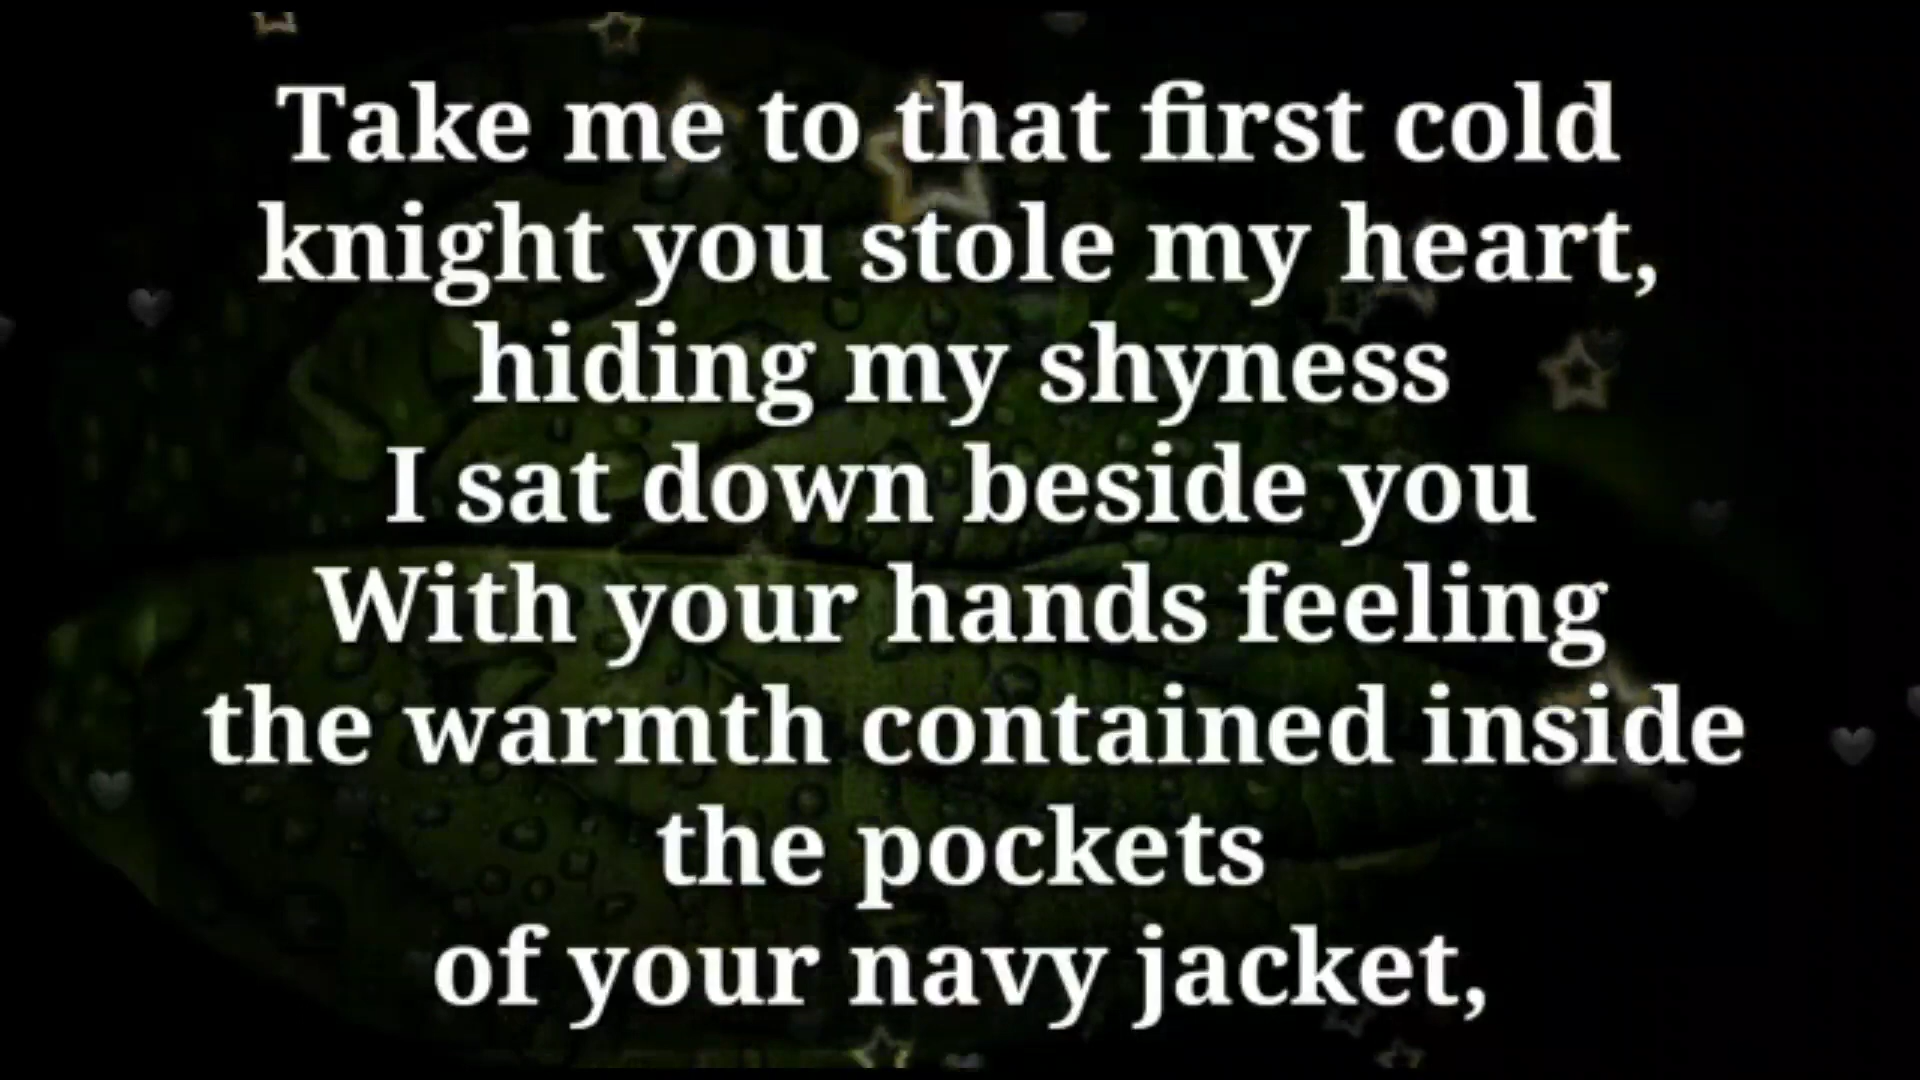 Take me to that first cold
knight you stole my heart,
hiding my shyness
I sat down beside you
With your hands feeling
the warmth contained inside
the pockets
of your navy jacket,